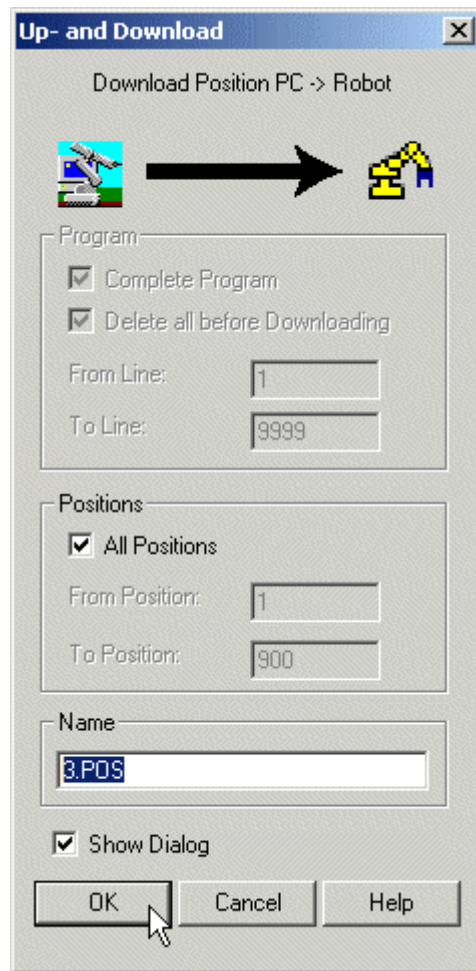 Up- and Download
Download Position PC -> Robot
Program
Complete Program
Delete all before Downloading
From Line: 1
To Line: 9999
Positions
All Positions
From Position: 1
To Position: 900
Name
3.POS
Show Dialog
OK Cancel Help